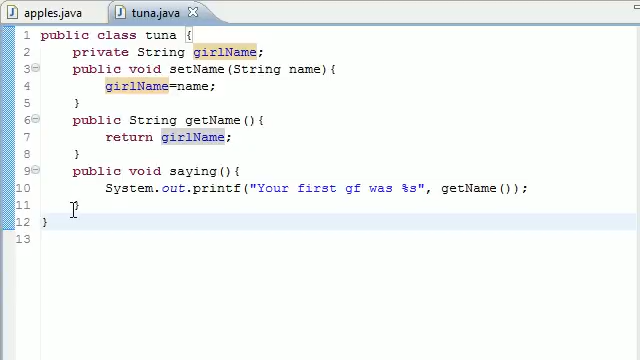 apples.java
tuna.java
1 public class tuna {
2 private String girlName;
3 public void setName(String name){
4 girlName=name;
5 }
6 public String getName(){
7 return girlName;
8 }
9 public void saying(){
10 System.out.printf("Your first gf was %s", getName());
11 }
12 }
13